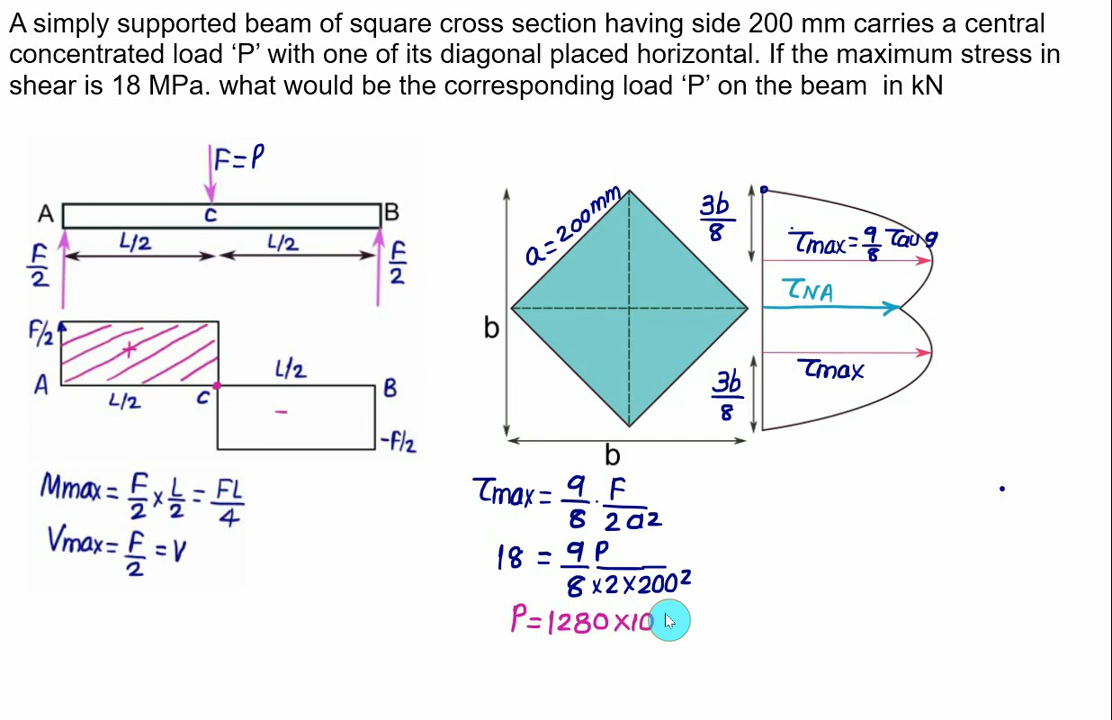 A simply supported beam of square cross section having side 200 mm carries a central
concentrated load ‘P’ with one of its diagonal placed horizontal. If the maximum stress in
shear is 18 MPa. what would be the corresponding load ‘P’ on the beam in kN
F=P
A
C
B
L/2
L/2
F/2
F/2
F/2
+
A
L/2
C
L/2
B
-
-F/2
Mmax = F/2 × L/2 = FL/4
Vmax = F/2 = V
a=200mm
b
b
3b/8
3b/8
τmax = 9/8 τavg
τNA
τmax
τmax = 9/8 · F/2a2
18 = 9P/8×2×200²
P=1280×10